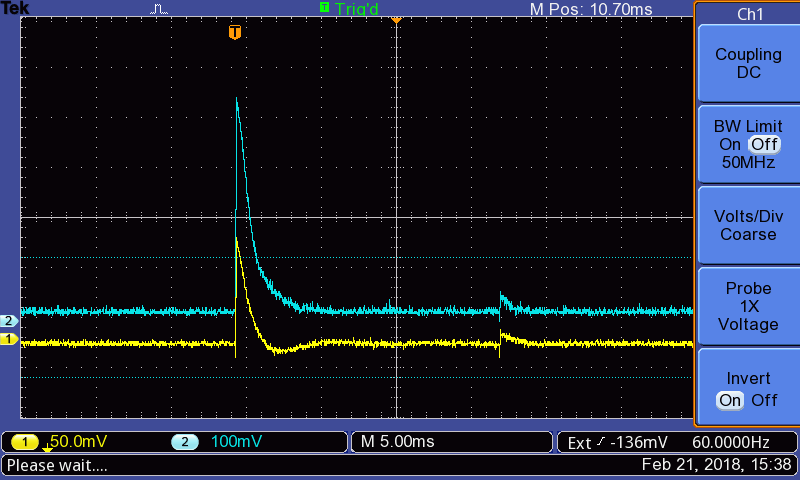 Tek
T Trig'd
M Pos: 10.70ms
Ch1
T
Coupling
DC
BW Limit
On Off
50MHz
Volts/Div
Coarse
Probe
1X
Voltage
Invert
On Off
2
1
1 50.0mV
2 100mV
M 5.00ms
Ext -136mV
60.0000Hz
Please wait....
Feb 21, 2018, 15:38